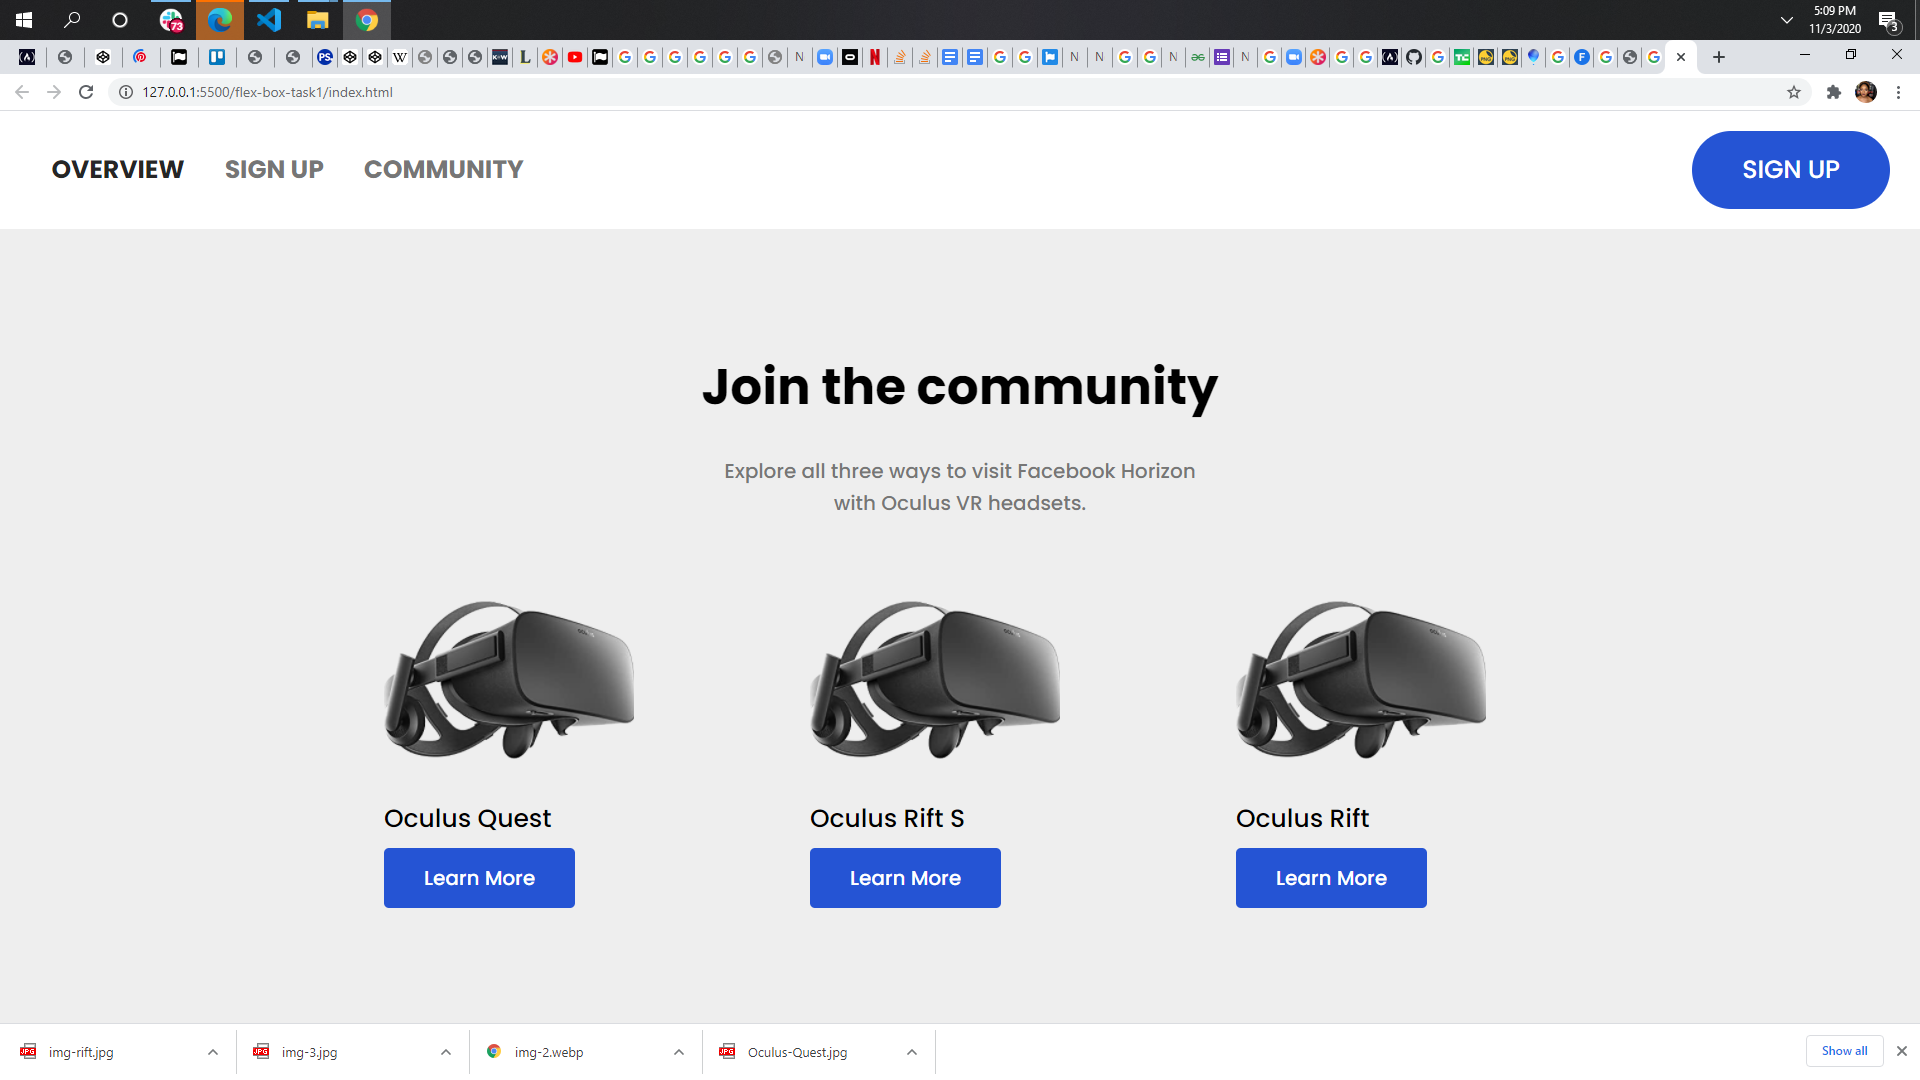 73
5:09 PM
11/3/2020
3
127.0.0.1:5500/flex-box-task1/index.html
OVERVIEW SIGN UP COMMUNITY
SIGN UP
Join the community
Explore all three ways to visit Facebook Horizon
with Oculus VR headsets.
Oculus Quest
Oculus Rift S
Oculus Rift
Learn More
Learn More
Learn More
img-rift.jpg
img-3.jpg
img-2.webp
Oculus-Quest.jpg
Show all